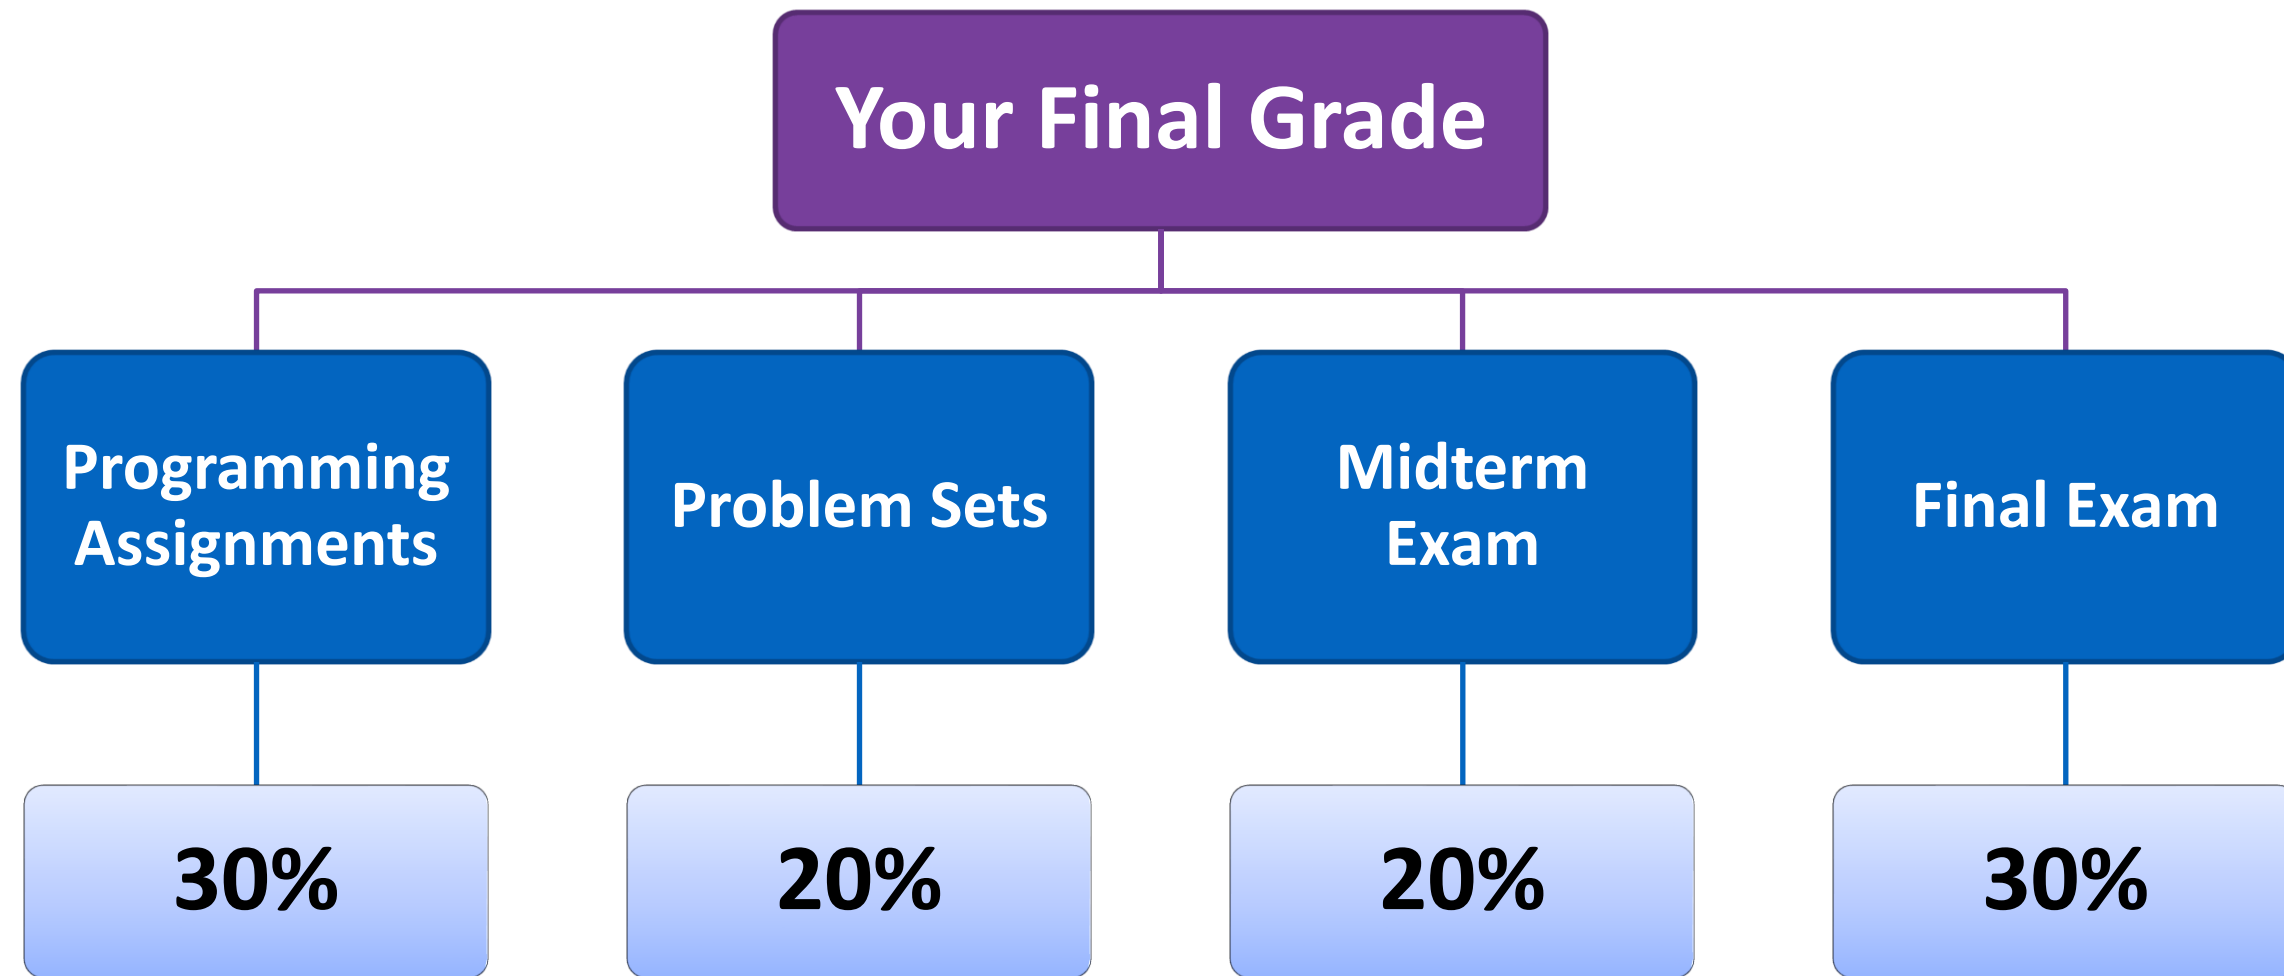 Your Final Grade
Programming
Assignments
Problem Sets
Midterm
Exam
Final Exam
30%
20%
20%
30%